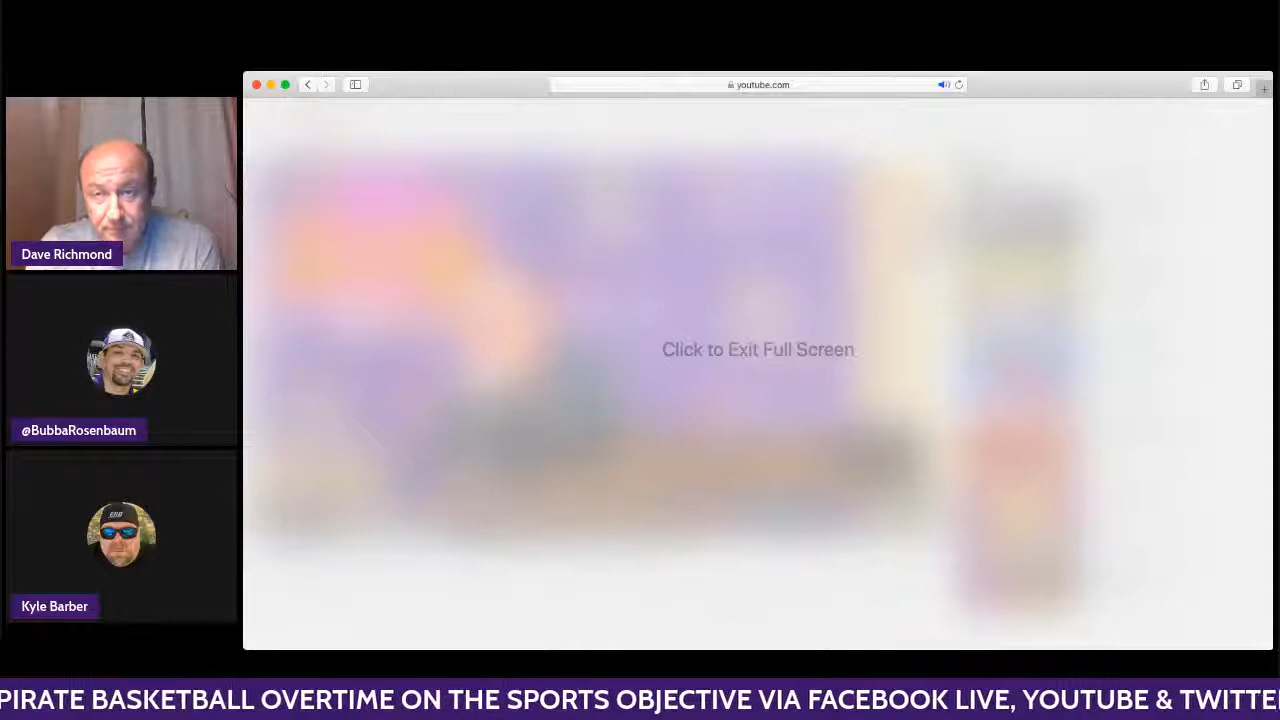 youtube.com
Dave Richmond
Click to Exit Full Screen
@BubbaRosenbaum
Kyle Barber
PIRATE BASKETBALL OVERTIME ON THE SPORTS OBJECTIVE VIA FACEBOOK LIVE, YOUTUBE & TWITTE